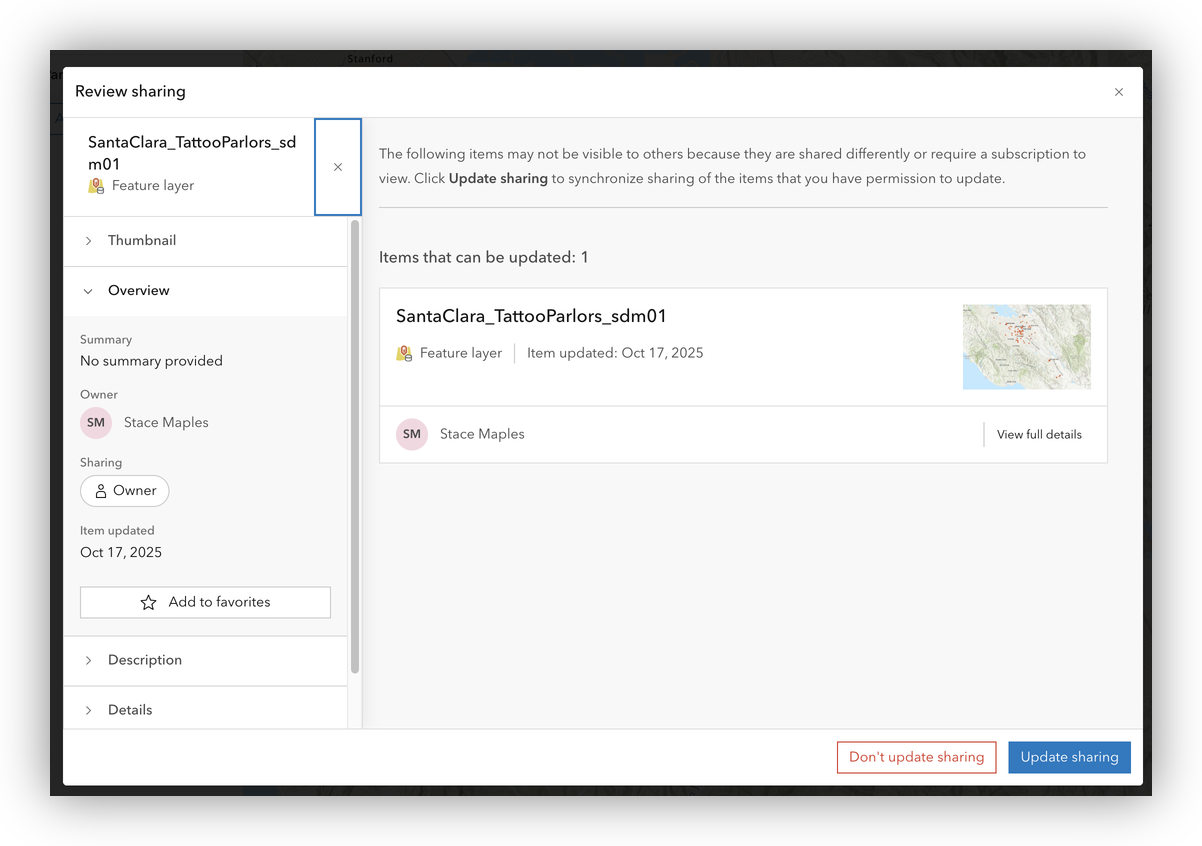 Stanford
Review sharing
SantaClara_TattooParlors_sd
m01
Feature layer
Thumbnail
Overview
Summary
No summary provided
Owner
SM
Stace Maples
Sharing
Owner
Item updated
Oct 17, 2025
Add to favorites
Description
Details
The following items may not be visible to others because they are shared differently or require a subscription to
view. Click Update sharing to synchronize sharing of the items that you have permission to update.
Items that can be updated: 1
SantaClara_TattooParlors_sdm01
Feature layer
Item updated: Oct 17, 2025
SM
Stace Maples
View full details
Don't update sharing
Update sharing